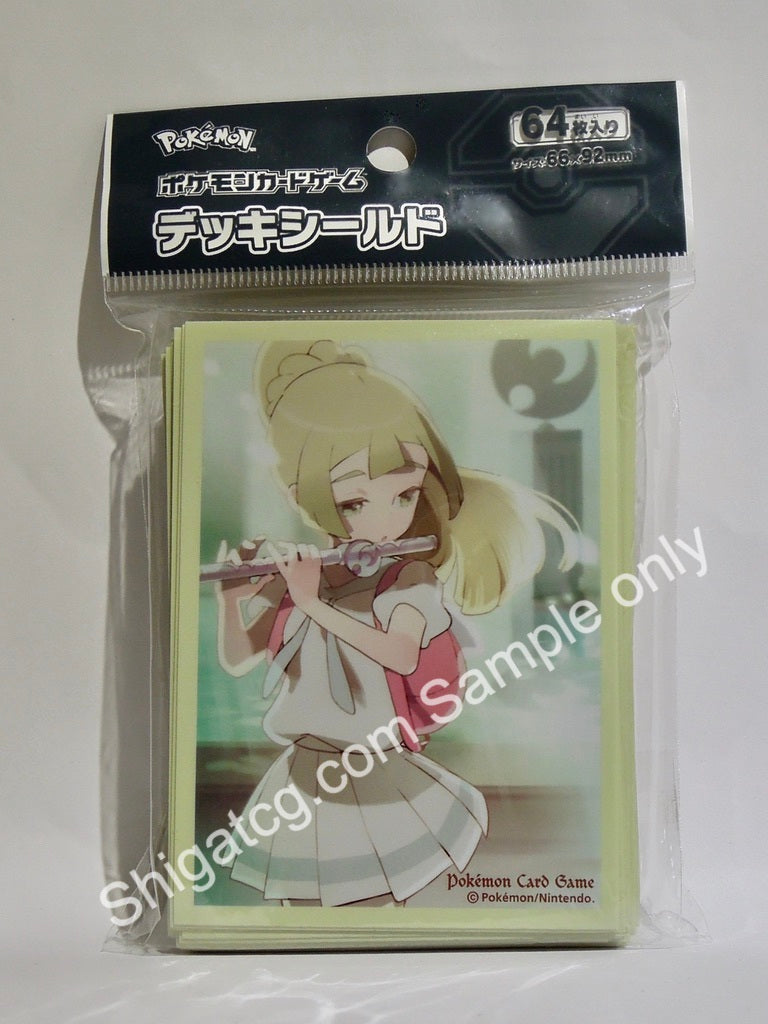 POKéMON
ポケモンカードゲーム
デッキシールド
64枚入り
サイズ:66×92mm
Shigatcg.com Sample only
Pokémon Card Game
©Pokémon/Nintendo.